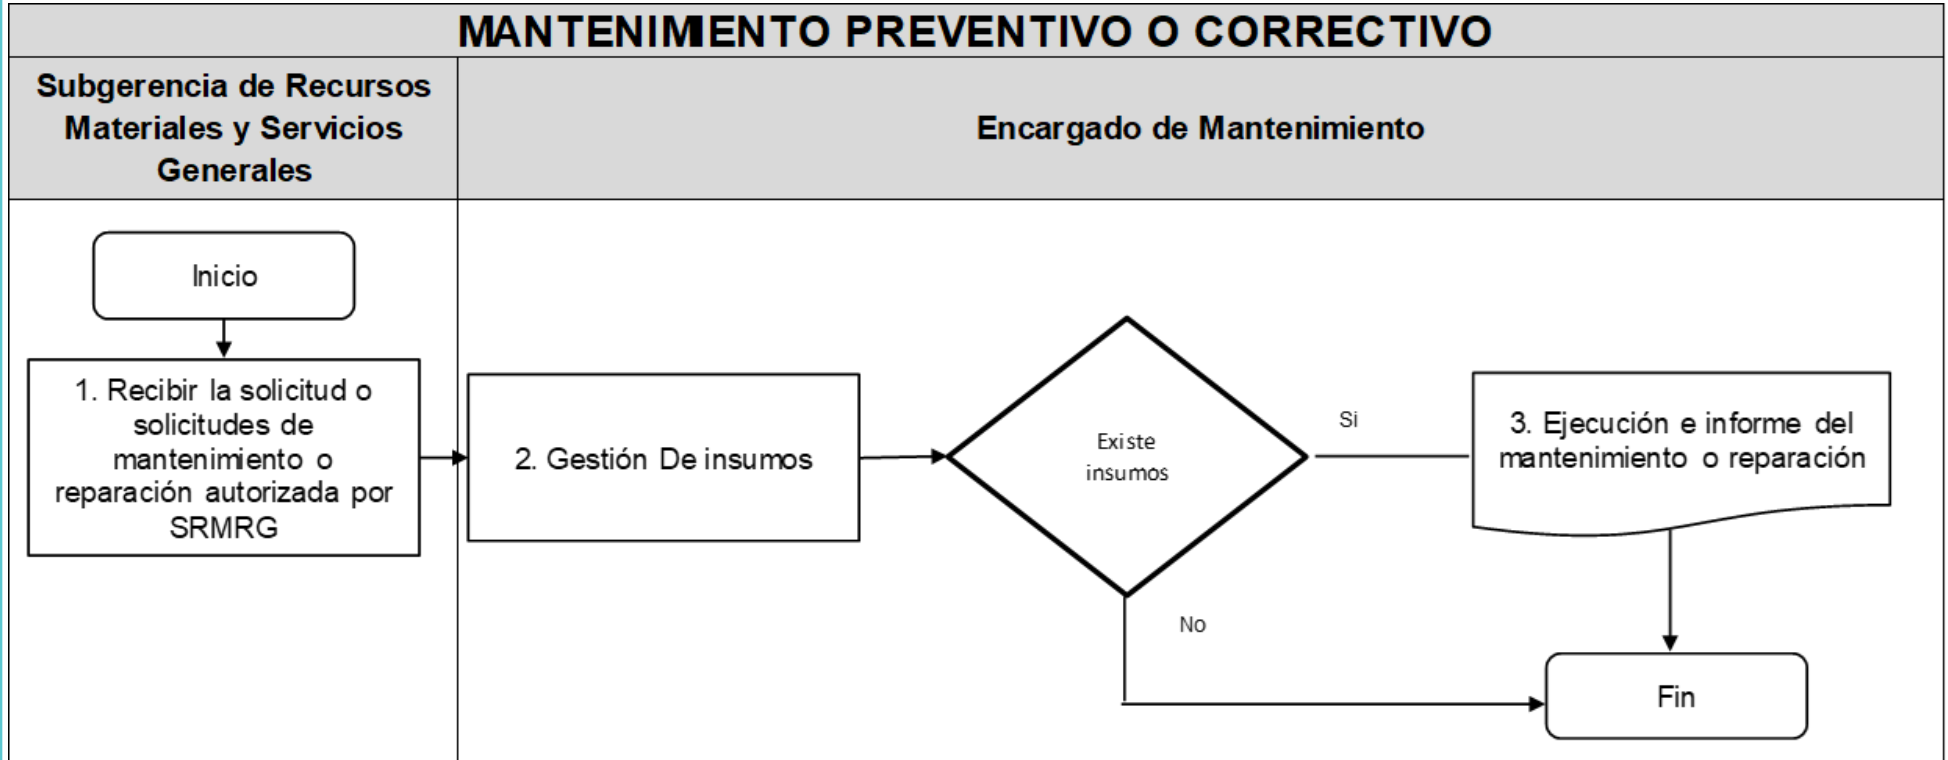 MANTENIMIENTO PREVENTIVO O CORRECTIVO
Subgerencia de Recursos
Materiales y Servicios
Generales
Encargado de Mantenimiento
Inicio
1. Recibir la solicitud o
solicitudes de
mantenimiento o
reparación autorizada por
SRMRG
2. Gestión De insumos
Existe
insumos
Si
3. Ejecución e informe del
mantenimiento o reparación
No
Fin